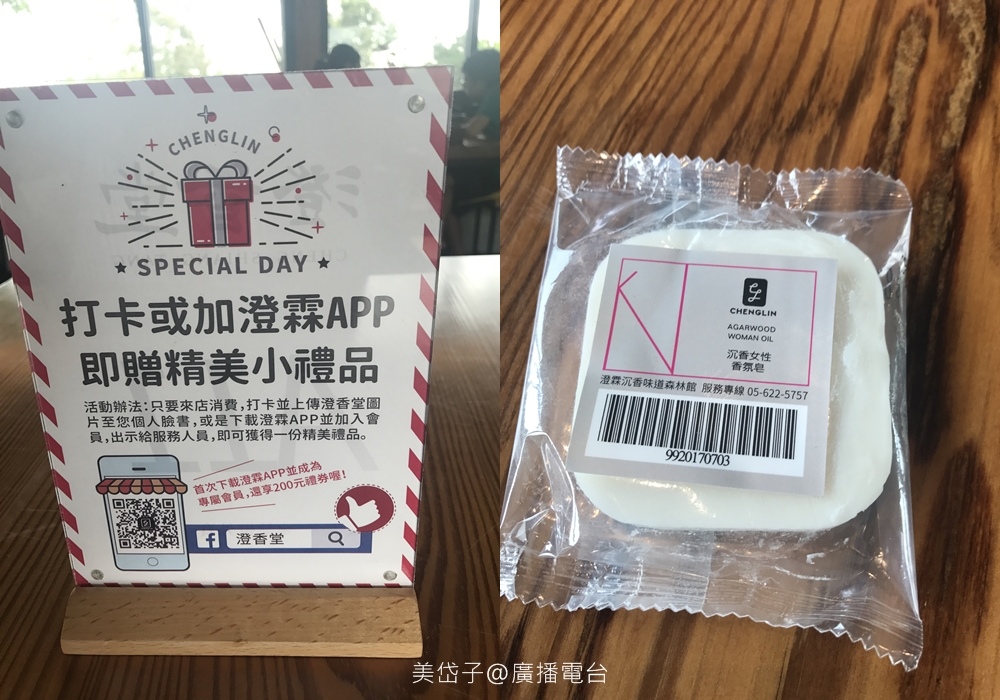 CHENGLIN
SPECIAL DAY
打卡或加澄霖APP
即贈精美小禮品
活動辦法：只要來店消費，打卡並上傳澄香堂圖
片至您個人臉書，或是下載澄霖APP並加入會
員，出示給服務人員，即可獲得一份精美禮品。
首次下載澄霖APP並成為
專屬會員，還享200元禮券喔！
澄香堂
CHENGLIN
AGARWOOD
WOMAN OIL
沉香女性
香氛皂
澄霖沉香味道森林館 服務專線 05-622-5757
9920170703
美岱子@廣播電台